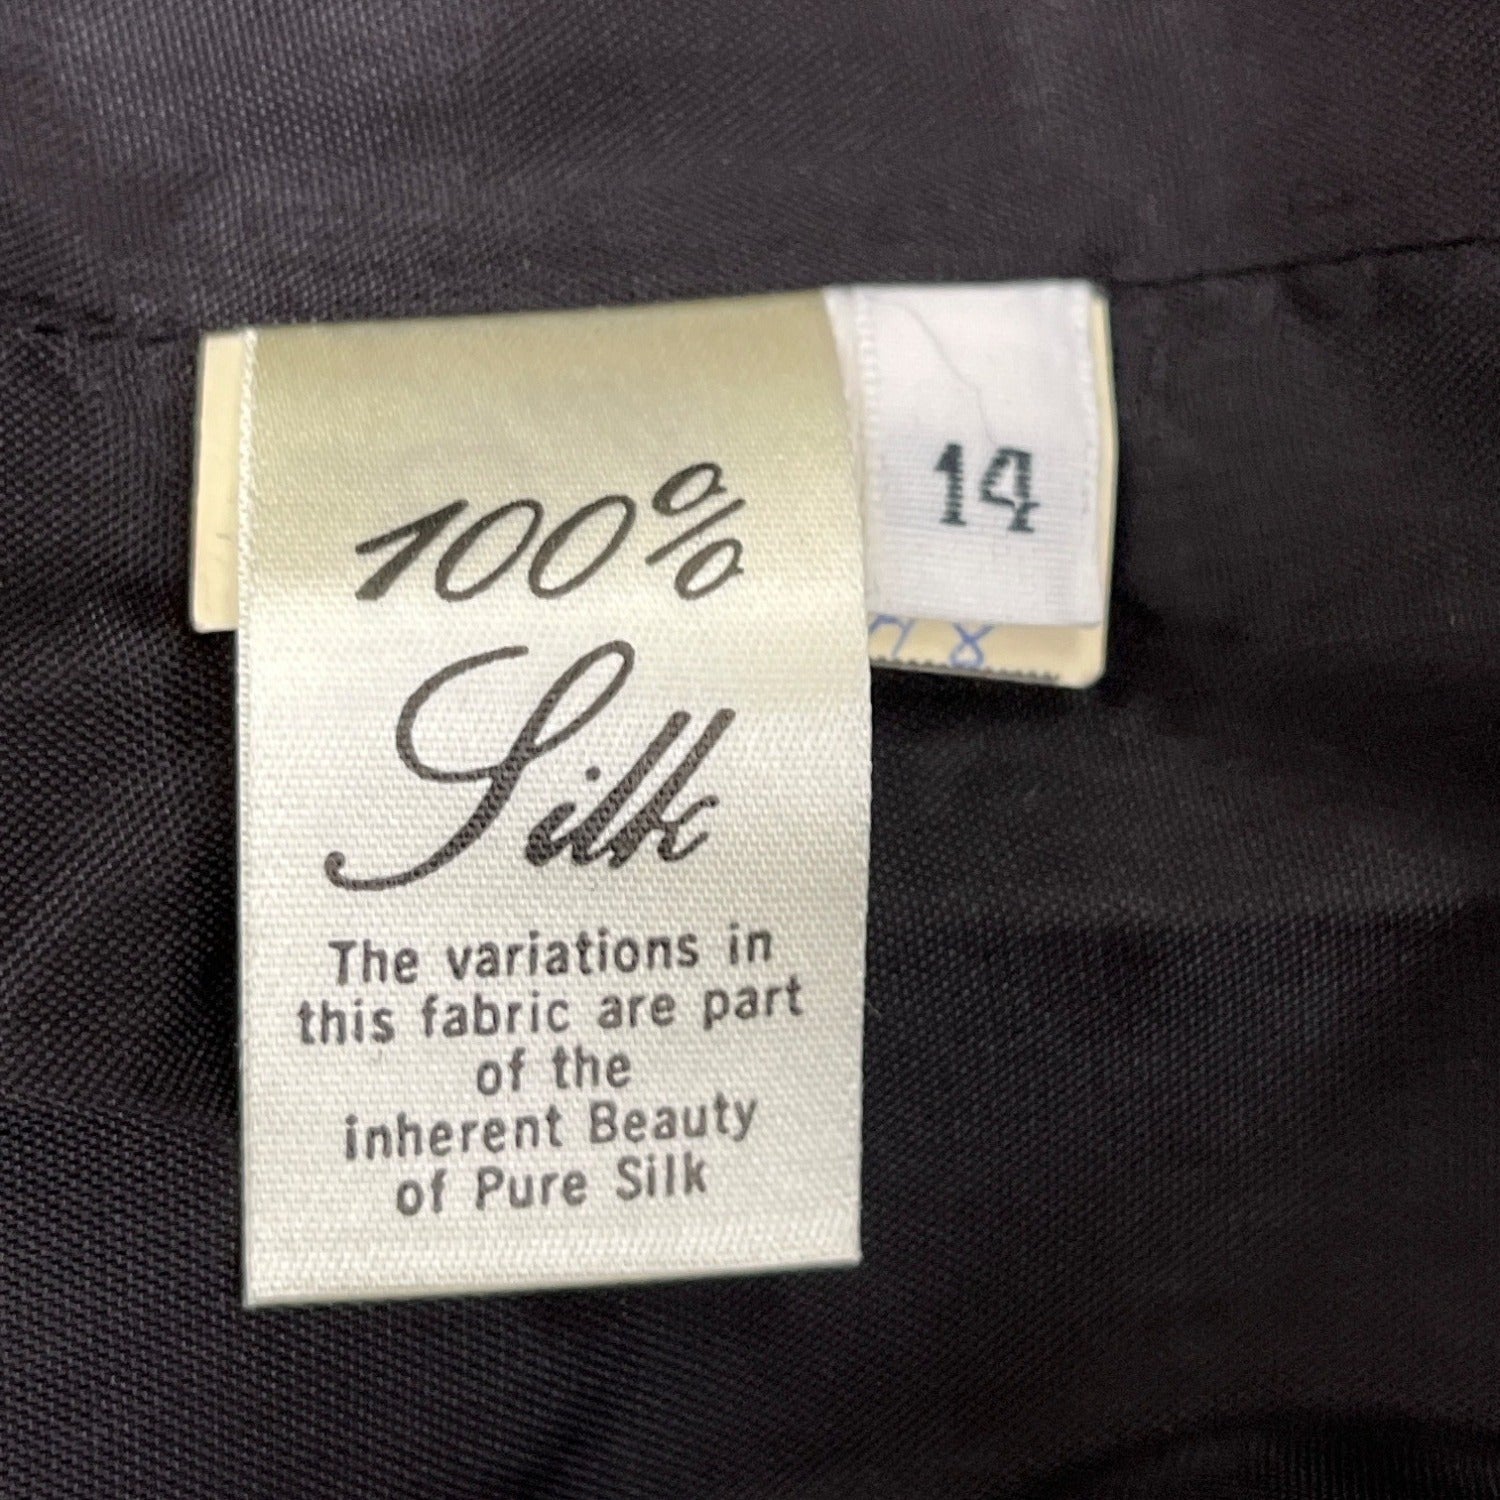 100%
Silk
The variations in
this fabric are part
of the
inherent Beauty
of Pure Silk
14